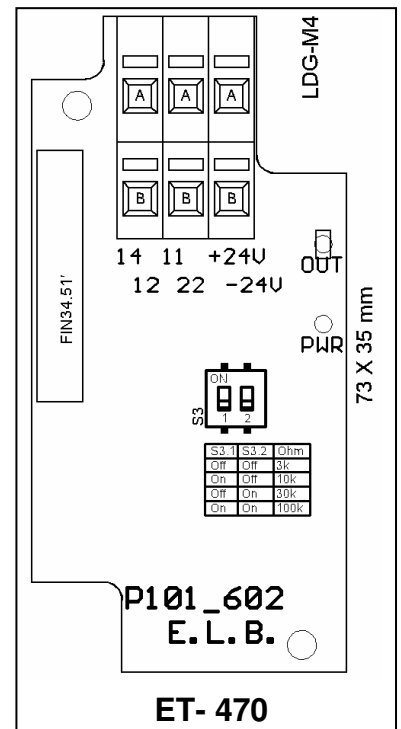 LDG-M4
A A A
B B B
14 11 +24V
12 22 -24V
OUT
FIN34.51'
PWR
73 X 35 mm
ON
1 2
S3
S3.1 S3.2 Ohm
Off Off 3k
On Off 10k
Off On 30k
On On 100k
P101_602
E.L.B.
ET- 470